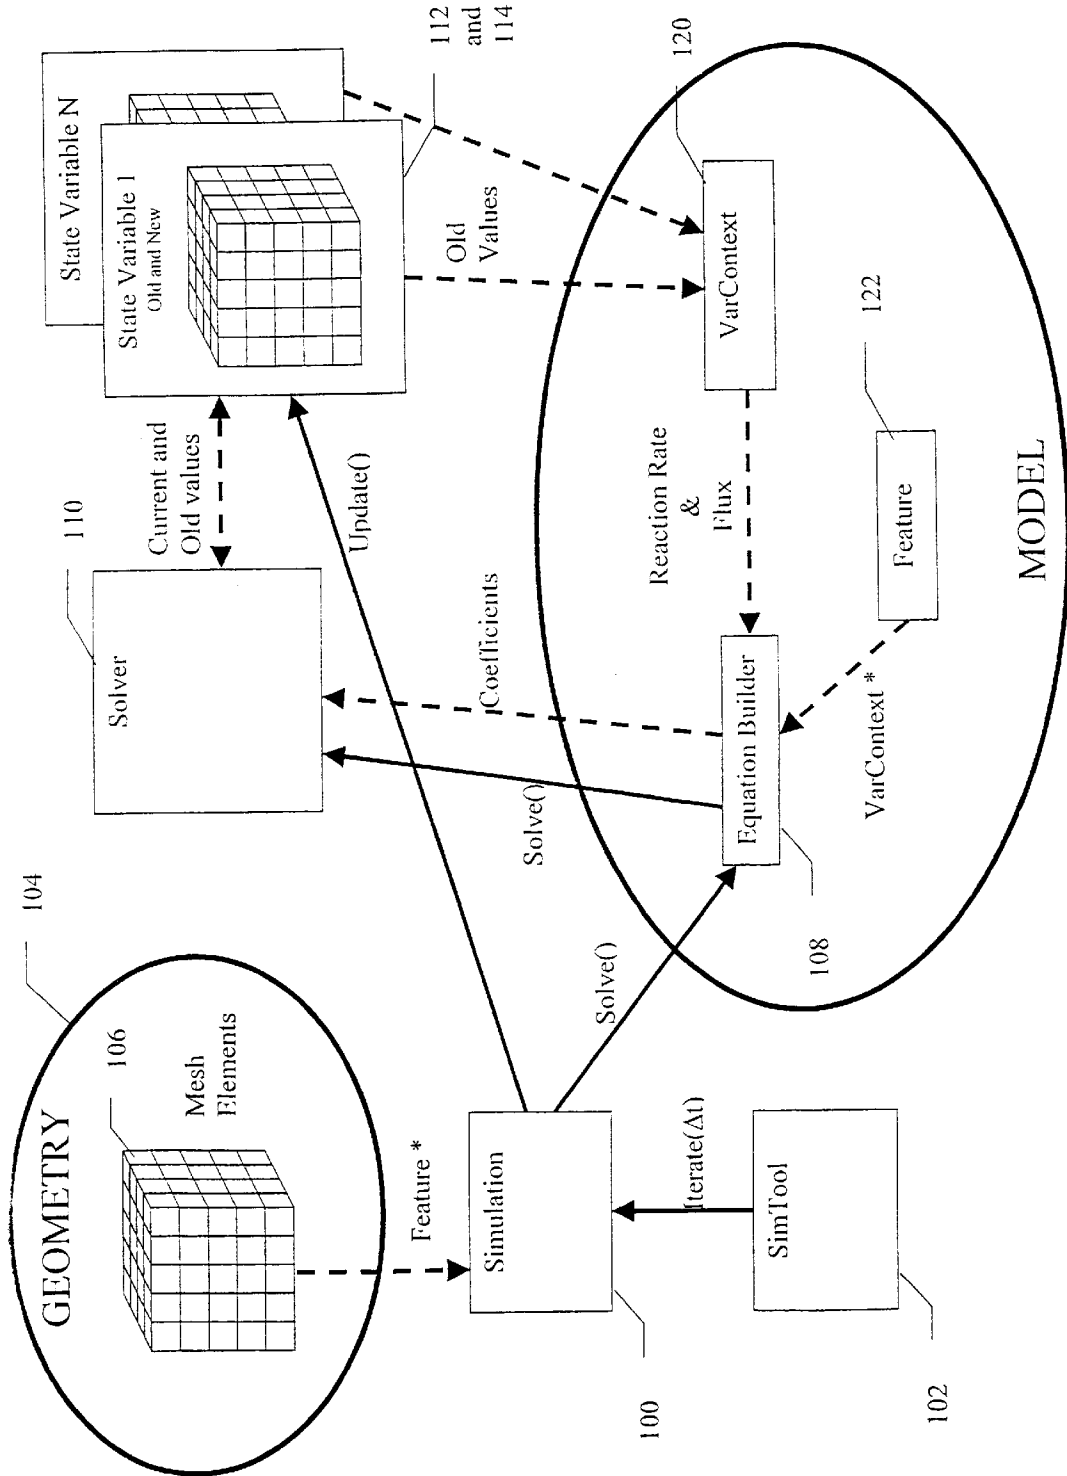 GEOMETRY
104
106
Mesh
Elements
Feature *
Simulation
100
Iterate(Δt)
SimTool
102
Solver
110
Current and
Old values
State Variable N
State Variable 1
Old and New
112
and
114
Update()
Old
Values
Solve()
Solve()
Coefficients
Equation Builder
108
Reaction Rate
&
Flux
VarContext
120
VarContext *
Feature
122
MODEL